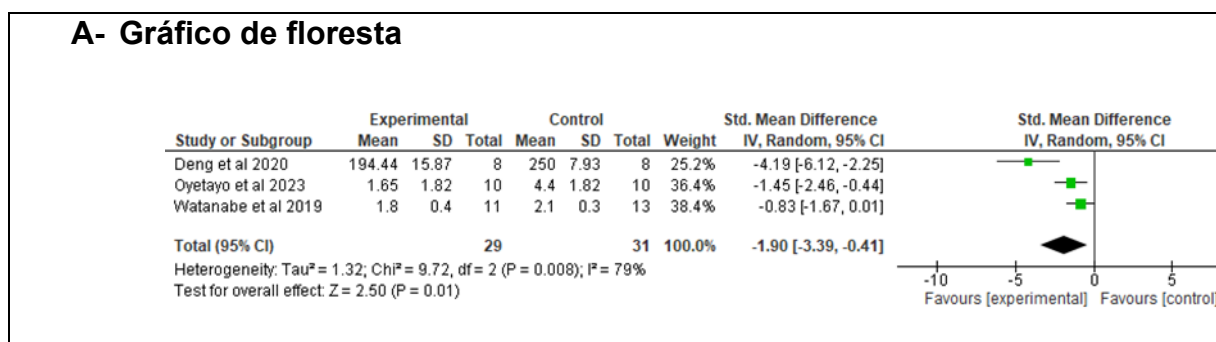 A- Gráfico de floresta
Experimental Control Std. Mean Difference Std. Mean Difference
Study or Subgroup Mean SD Total Mean SD Total Weight IV, Random, 95% CI IV, Random, 95% CI
Deng et al 2020 194.44 15.87 8 250 7.93 8 25.2% -4.19 [-6.12, -2.25]
Oyetayo et al 2023 1.65 1.82 10 4.4 1.82 10 36.4% -1.45 [-2.46, -0.44]
Watanabe et al 2019 1.8 0.4 11 2.1 0.3 13 38.4% -0.83 [-1.67, 0.01]
Total (95% CI) 29 31 100.0% -1.90 [-3.39, -0.41]
Heterogeneity: Tau² = 1.32; Chi² = 9.72, df = 2 (P = 0.008); I² = 79%
Test for overall effect: Z = 2.50 (P = 0.01)
-10 -5 0 5
Favours [experimental] Favours [control]